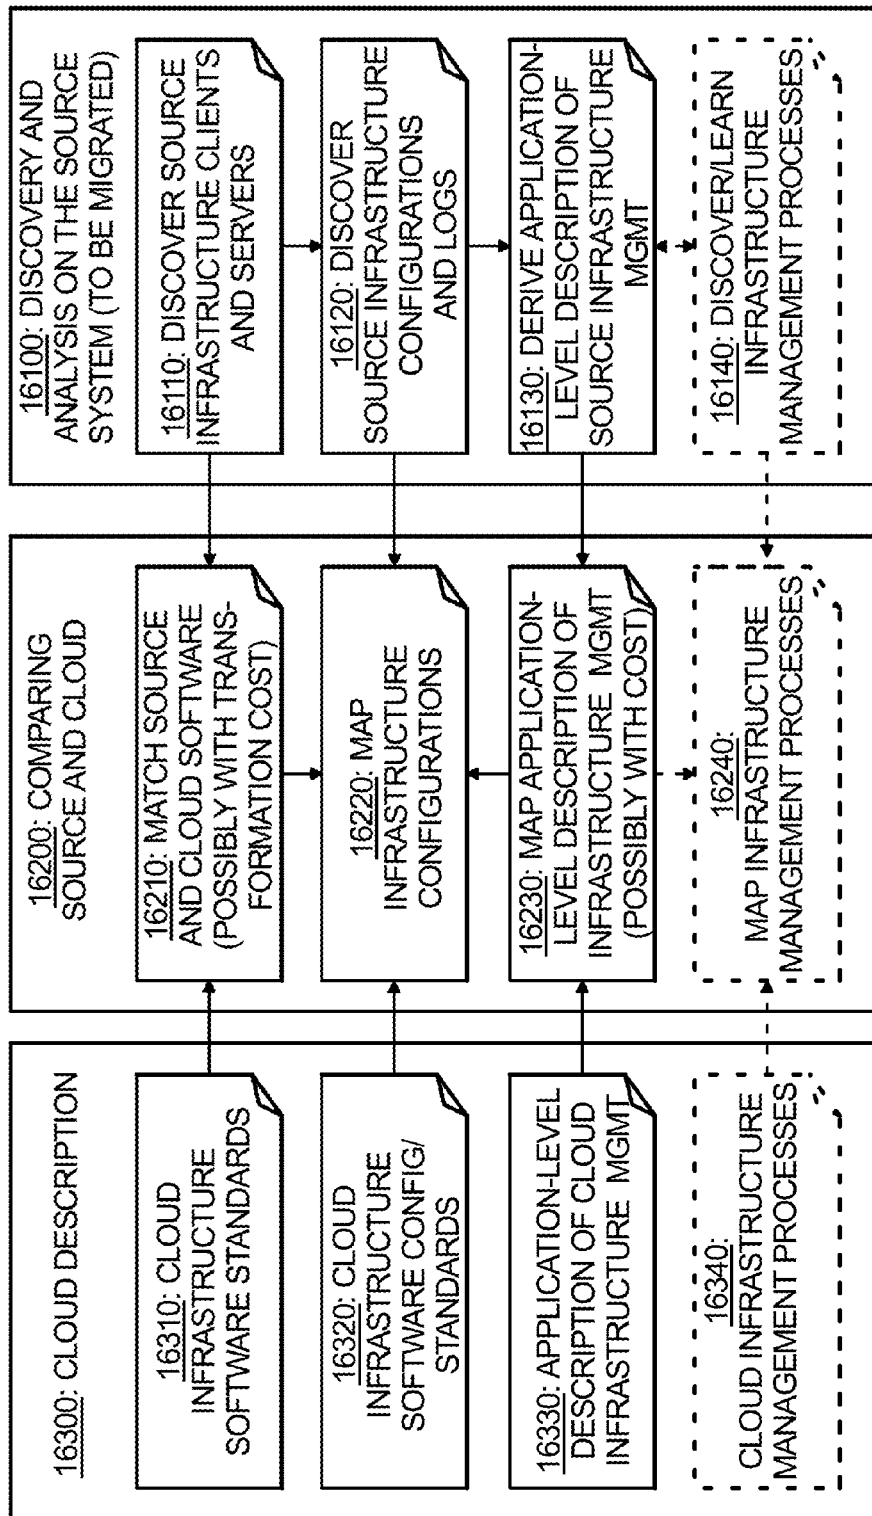 16300: CLOUD DESCRIPTION
16310: CLOUD
INFRASTRUCTURE
SOFTWARE STANDARDS
16320: CLOUD
INFRASTRUCTURE
SOFTWARE CONFIG/
STANDARDS
16330: APPLICATION-LEVEL
DESCRIPTION OF CLOUD
INFRASTRUCTURE MGMT
16340:
CLOUD INFRASTRUCTURE
MANAGEMENT PROCESSES
16200: COMPARING
SOURCE AND CLOUD
16210: MATCH SOURCE
AND CLOUD SOFTWARE
(POSSIBLY WITH TRANS-
FORMATION COST)
16220: MAP
INFRASTRUCTURE
CONFIGURATIONS
16230: MAP APPLICATION-
LEVEL DESCRIPTION OF
INFRASTRUCTURE MGMT
(POSSIBLY WITH COST)
16240:
MAP INFRASTRUCTURE
MANAGEMENT PROCESSES
16100: DISCOVERY AND
ANALYSIS ON THE SOURCE
SYSTEM (TO BE MIGRATED)
16110: DISCOVER SOURCE
INFRASTRUCTURE CLIENTS
AND SERVERS
16120: DISCOVER
SOURCE INFRASTRUCTURE
CONFIGURATIONS
AND LOGS
16130: DERIVE APPLICATION-
LEVEL DESCRIPTION OF
SOURCE INFRASTRUCTURE
MGMT
16140: DISCOVER/LEARN
INFRASTRUCTURE
MANAGEMENT PROCESSES